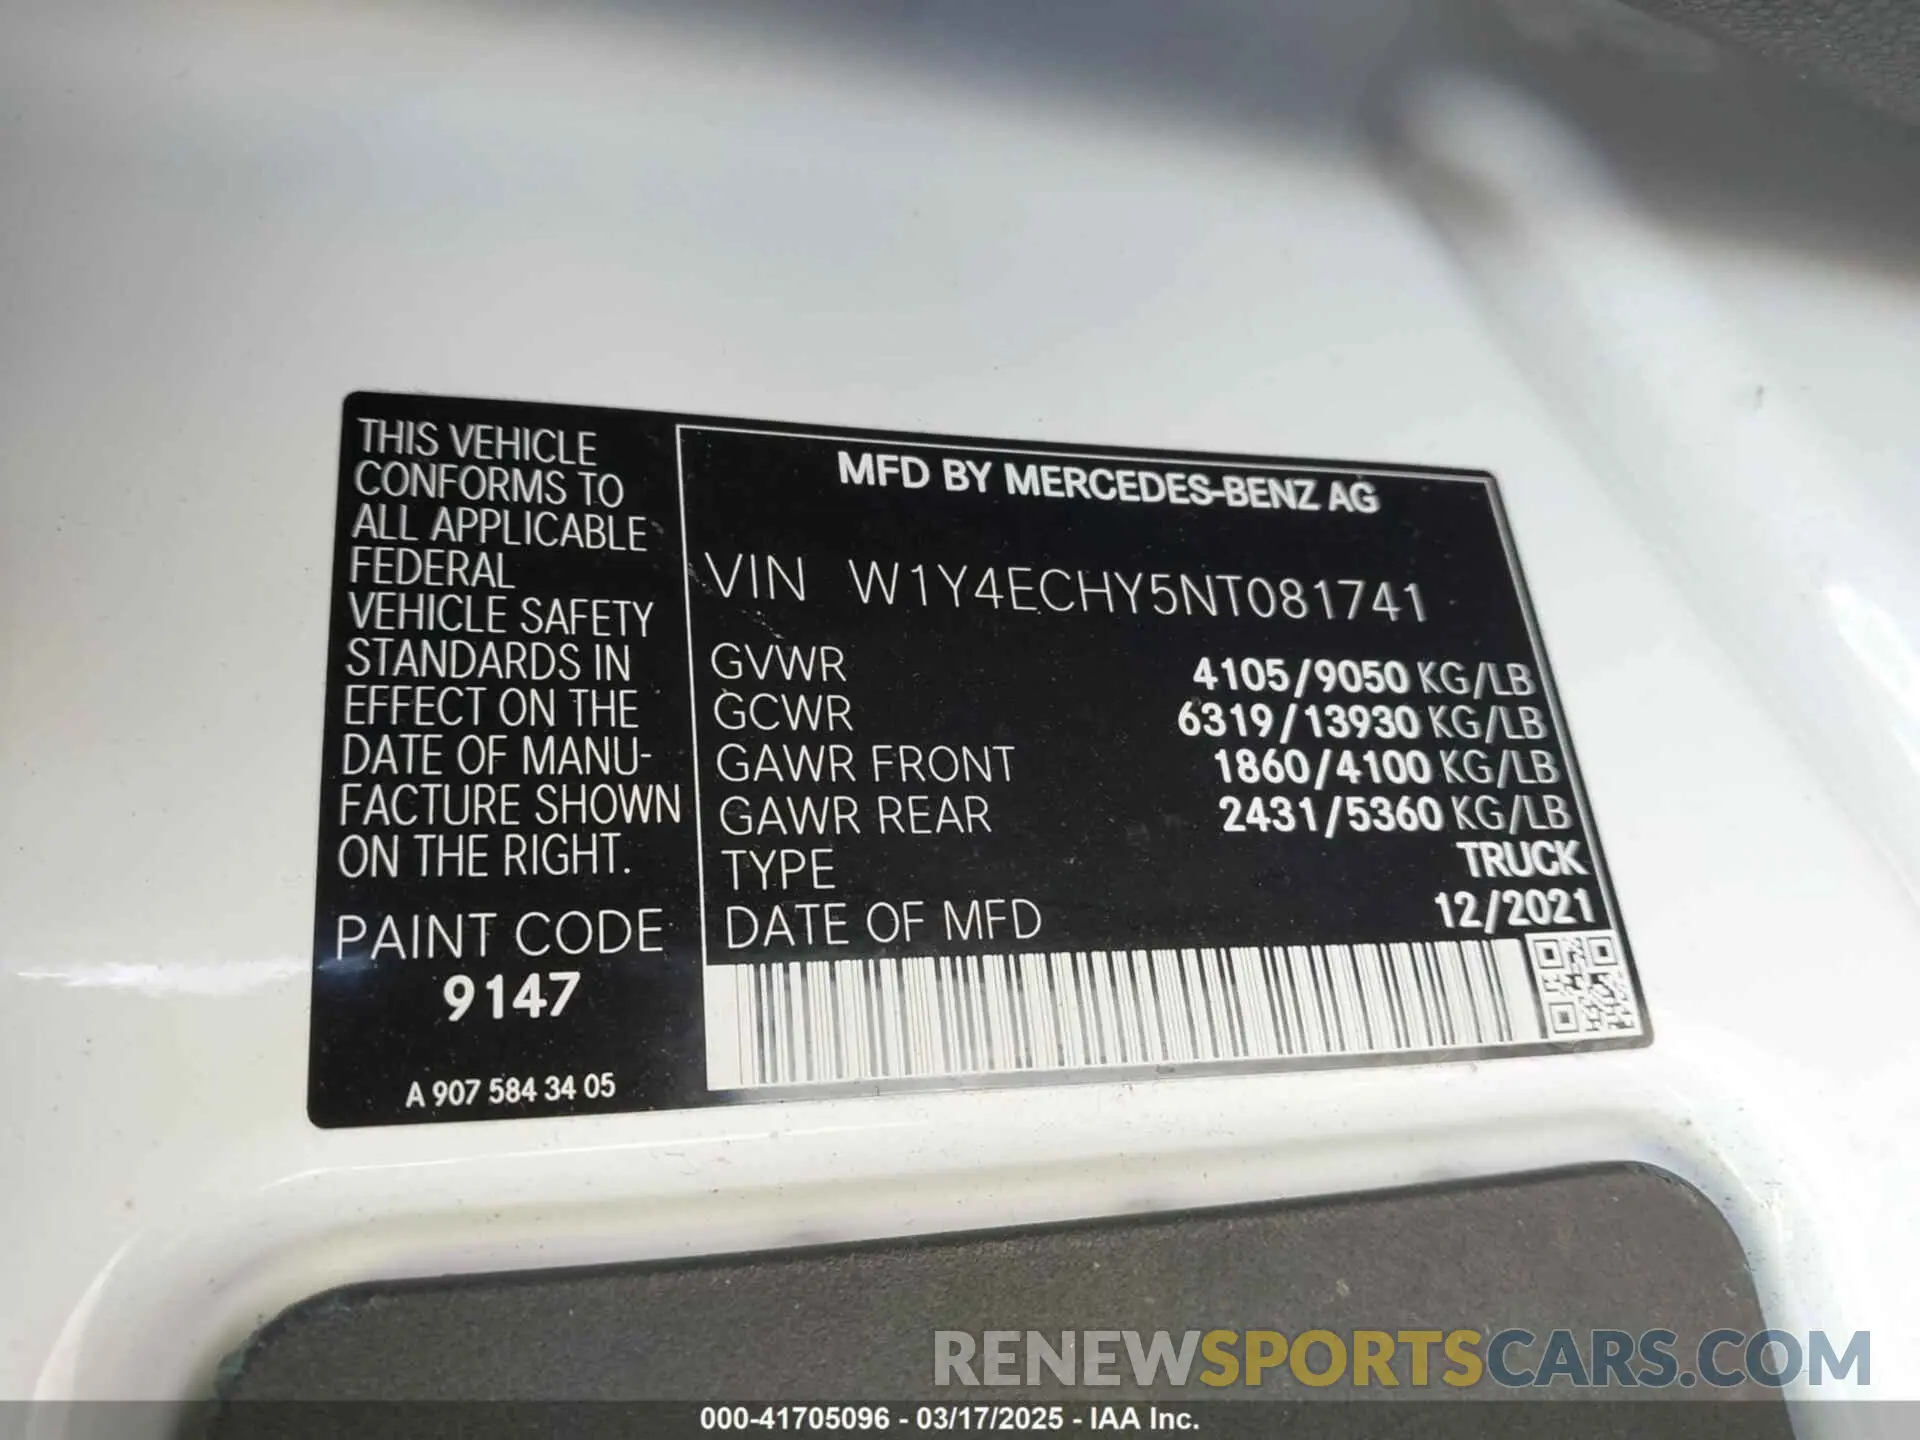 THIS VEHICLE
CONFORMS TO
ALL APPLICABLE
FEDERAL
VEHICLE SAFETY
STANDARDS IN
EFFECT ON THE
DATE OF MANU-
FACTURE SHOWN
ON THE RIGHT.
PAINT CODE
9147
A 907 584 34 05
MFD BY MERCEDES-BENZ AG
VIN W1Y4ECHY5NT081741
GVWR 4105/9050 KG/LB
GCWR 6319/13930 KG/LB
GAWR FRONT 1860/4100 KG/LB
GAWR REAR 2431/5360 KG/LB
TYPE TRUCK
DATE OF MFD 12/2021
RENEWSPORTSCARS.COM
000-41705096 - 03/17/2025 - IAA Inc.